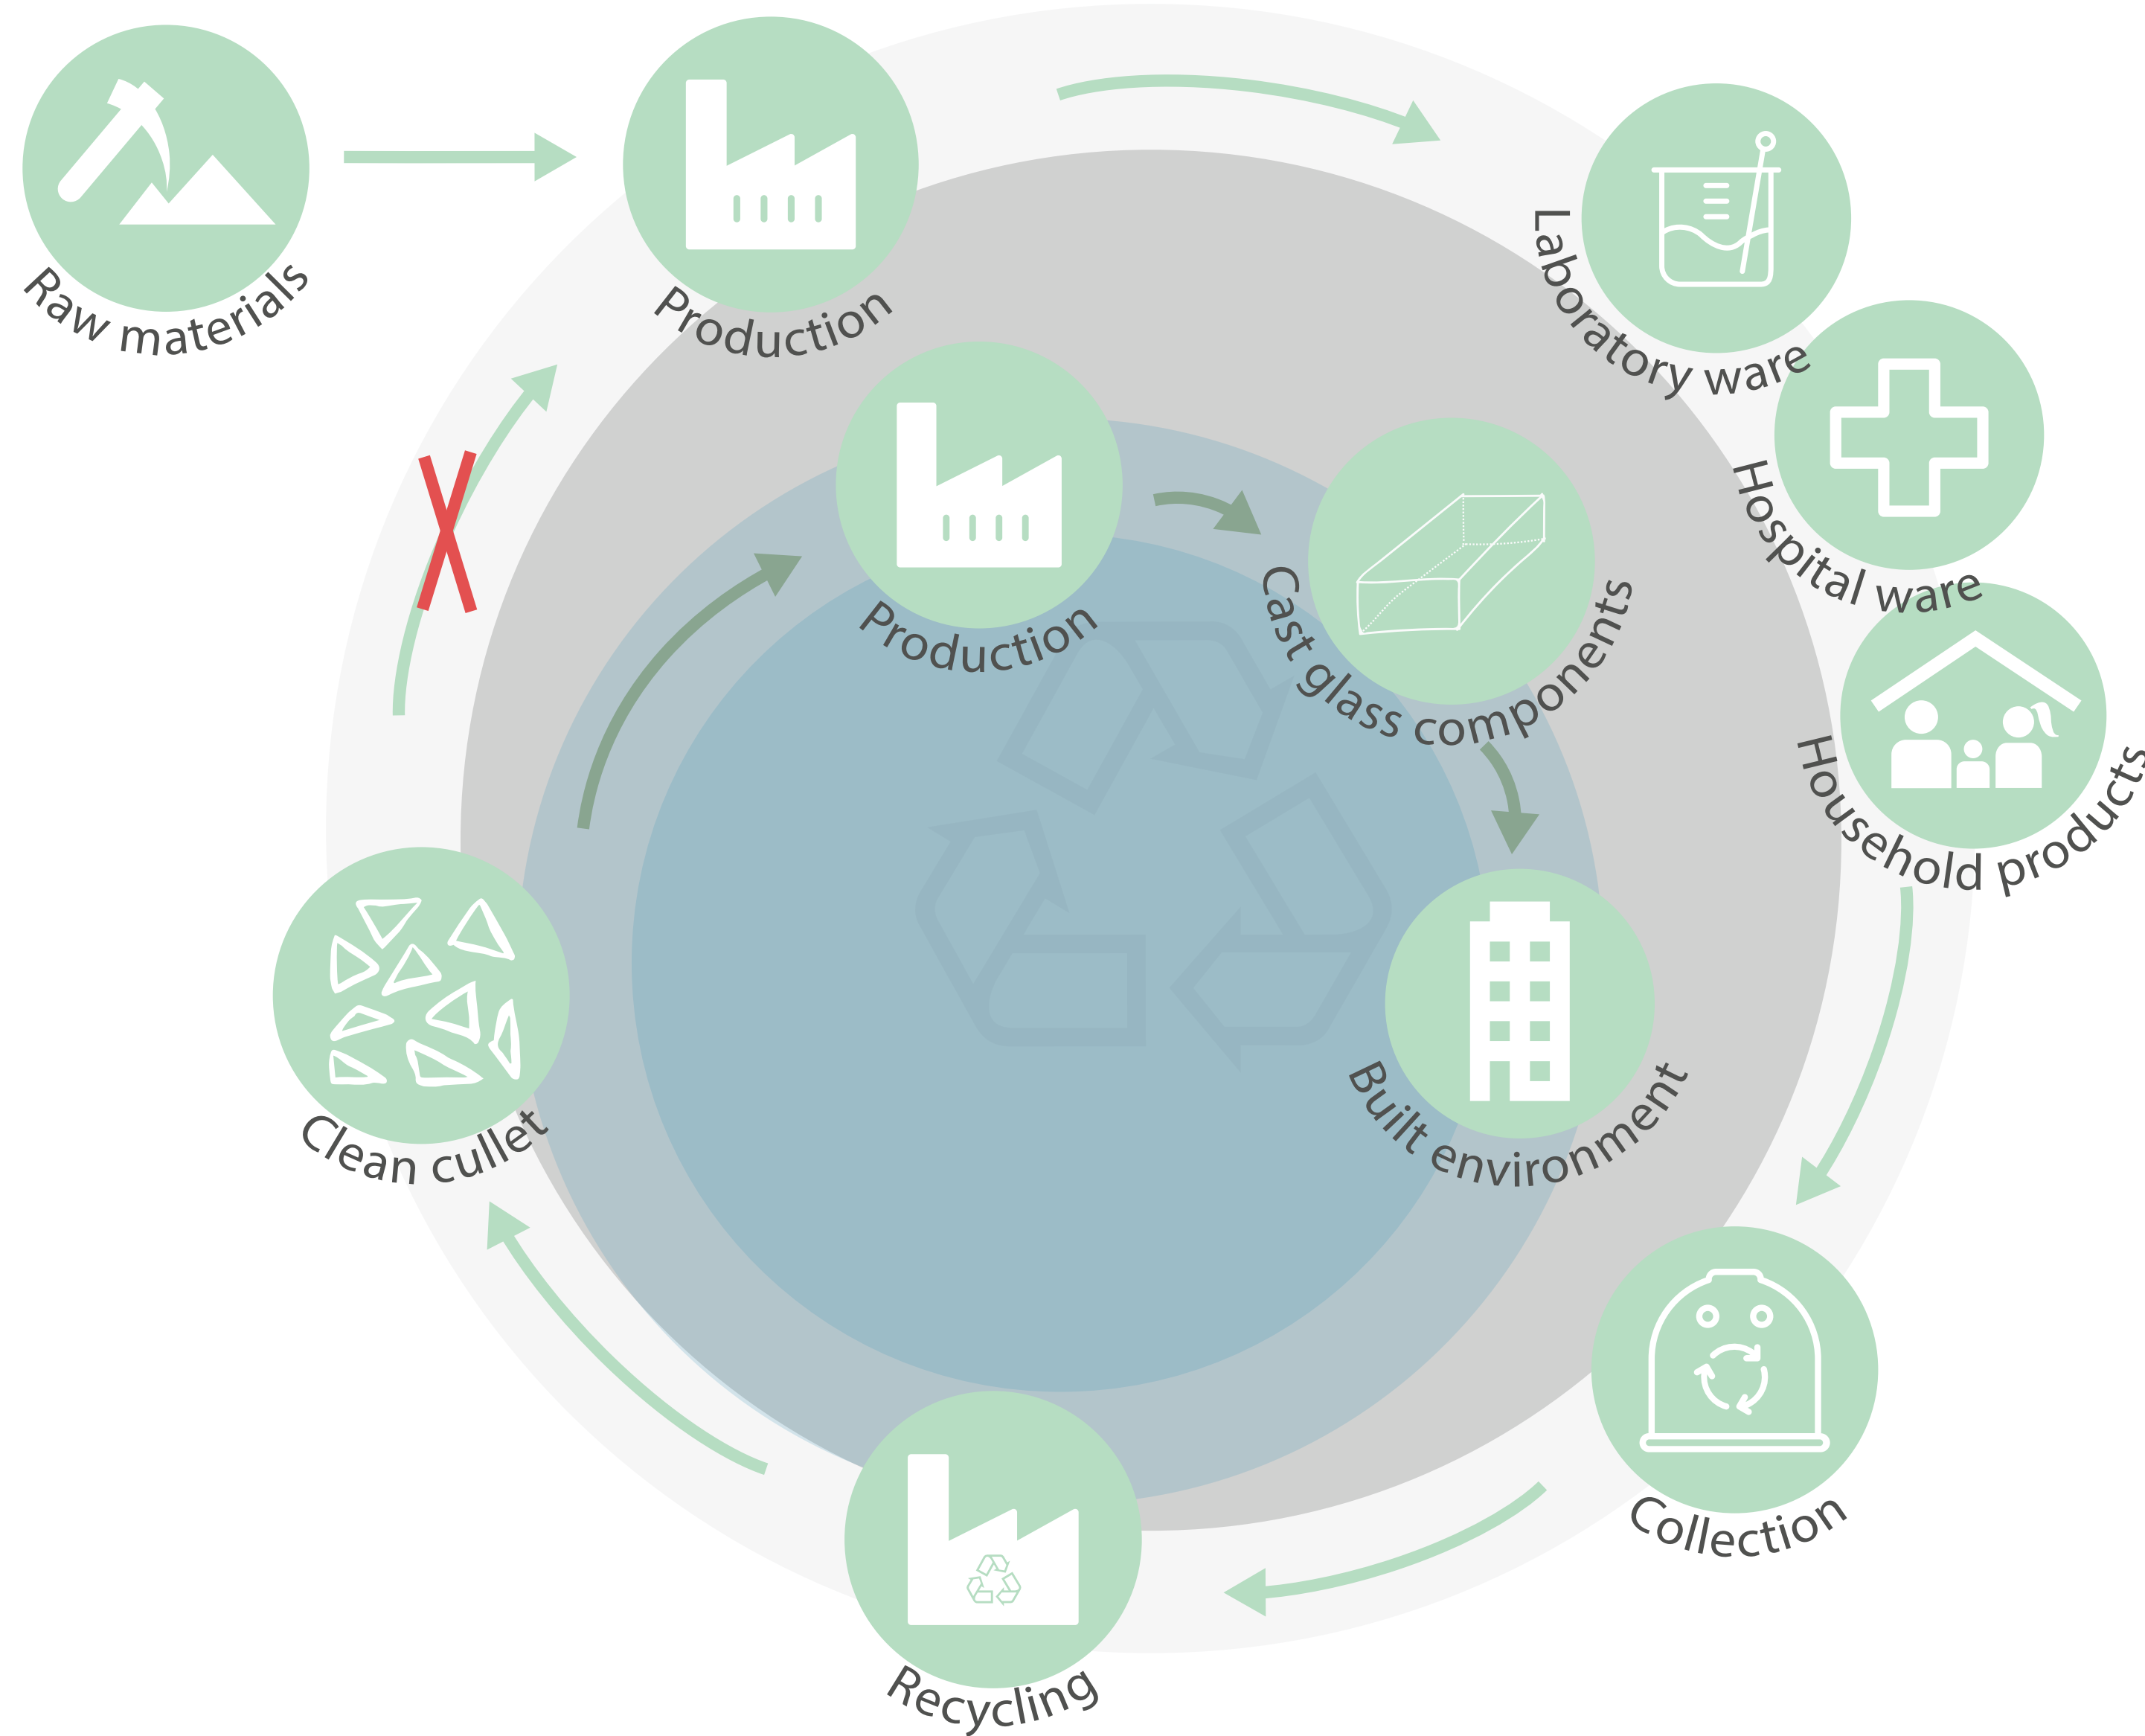 Raw materials
Production
Laboratory ware
Hospital ware
Household products
Production
Cast glass components
Built environment
Clean cullet
Collection
Recycling